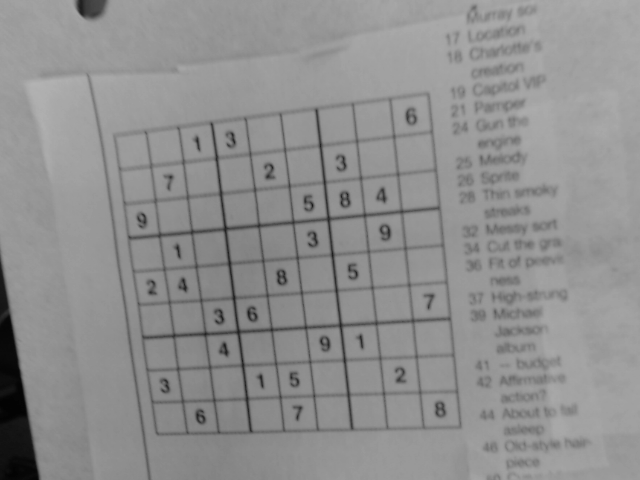 1 3 6
7 2 3
9 5 8 4
1 3 9
2 4 8 5
3 6 7
4 9 1
3 1 5 2
6 7 8
Murray
17 Location
18 Charlotte's
creation
19 Capitol VIP
21 Pamper
24 Gun the
engine
25 Melody
26 Sprite
28 Thin smoky
streaks
32 Messy sort
34 Cut the gra
36 Fit of peevi
ness
37 High-strung
39 Michael
Jackson
album
41 — budget
42 Affirmative
action?
44 About to fall
asleep
46 Old-style hair-
piece